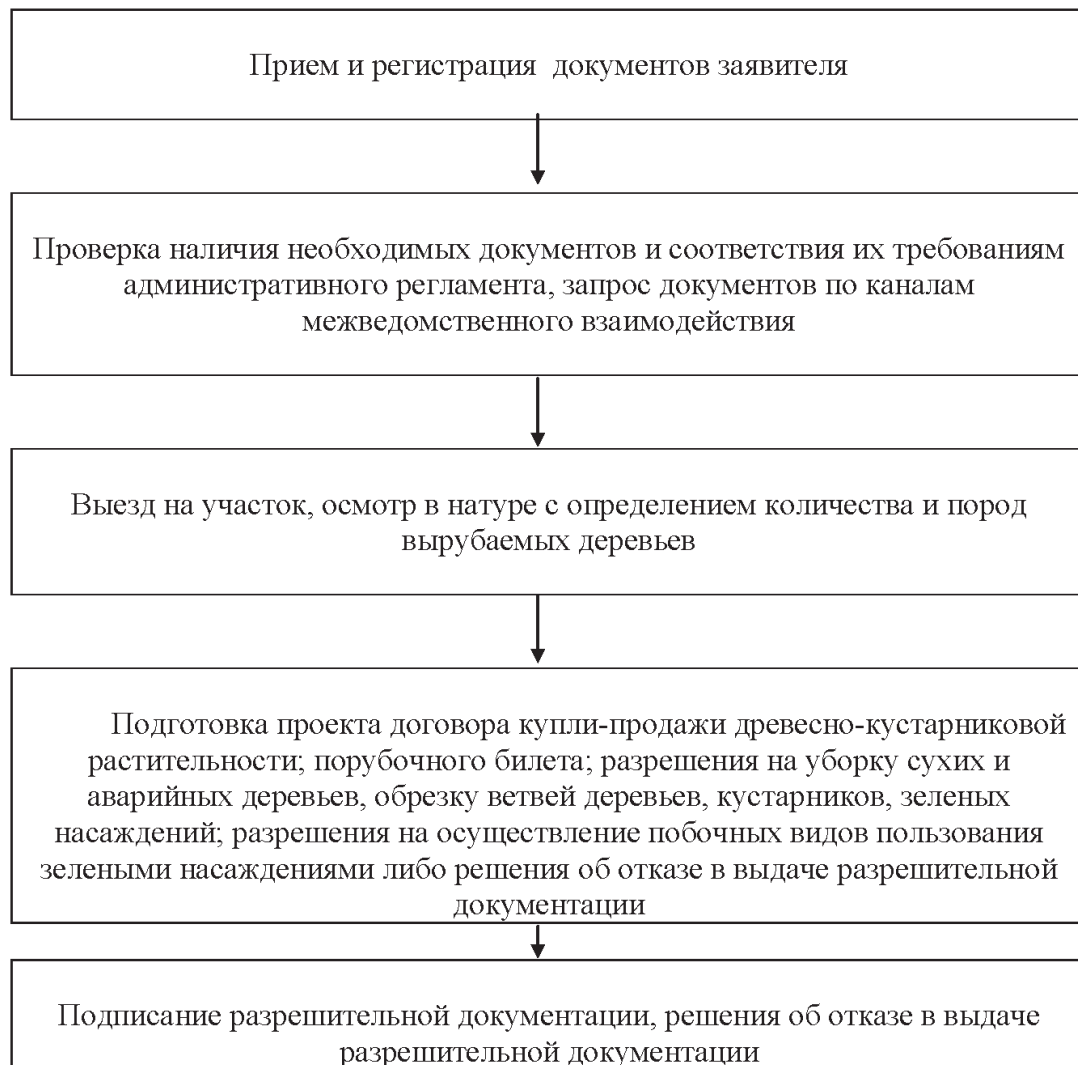 Прием и регистрация документов заявителя
Проверка наличия необходимых документов и соответствия их требованиям
административного регламента, запрос документов по каналам
межведомственного взаимодействия
Выезд на участок, осмотр в натуре с определением количества и пород
вырубаемых деревьев
Подготовка проекта договора купли-продажи древесно-кустарниковой
растительности; порубочного билета; разрешения на уборку сухих и
аварийных деревьев, обрезку ветвей деревьев, кустарников, зеленых
насаждений; разрешения на осуществление побочных видов пользования
зелеными насаждениями либо решения об отказе в выдаче разрешительной
документации
Подписание разрешительной документации, решения об отказе в выдаче
разрешительной документации